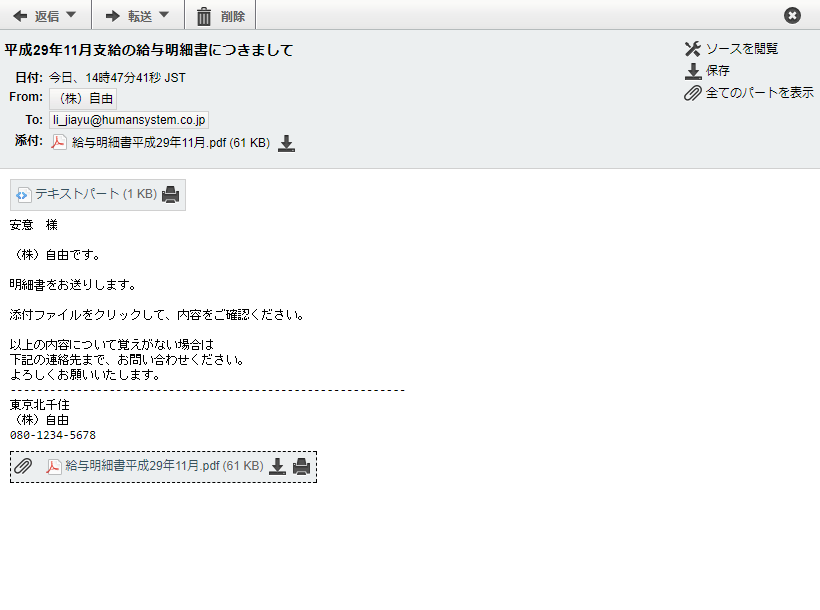 返信 転送 削除
平成29年11月支給の給与明細書につきまして
ソースを閲覧
保存
全てのパートを表示
日付: 今日、14時47分41秒 JST
From: （株）自由
To: li_jiayu@humansystem.co.jp
添付: 給与明細書平成29年11月.pdf (61 KB)
テキストパート (1 KB)
安意　様
（株）自由です。
明細書をお送りします。
添付ファイルをクリックして、内容をご確認ください。
以上の内容について覚えがない場合は
下記の連絡先まで、お問い合わせください。
よろしくお願いいたします。
------------------------------------------------------------
東京北千住
（株）自由
080-1234-5678
給与明細書平成29年11月.pdf (61 KB)